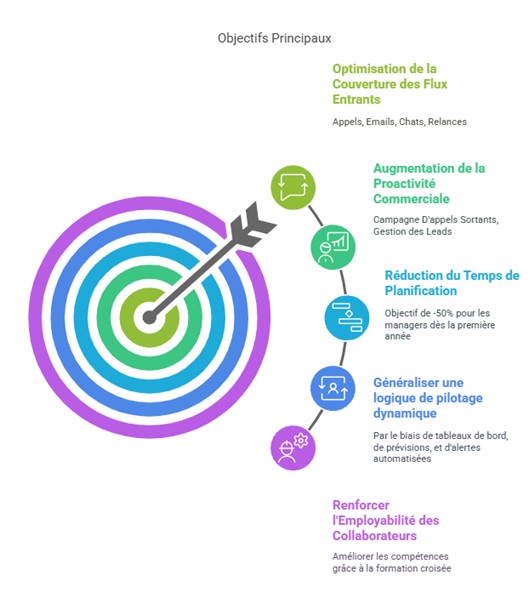 Objectifs Principaux
Optimisation de la
Couverture des Flux
Entrants
Appels, Emails, Chats, Relances
Augmentation de la
Proactivité
Commerciale
Campagne D'appels Sortants,
Gestion des Leads
Réduction du Temps de
Planification
Objectif de -50% pour les
managers dès la première
année
Généraliser une
logique de pilotage
dynamique
Par le biais de tableaux de bord,
de prévisions, et d'alertes
automatisées
Renforcer
l'Employabilité des
Collaborateurs
Améliorer les compétences
grâce à la formation croisée